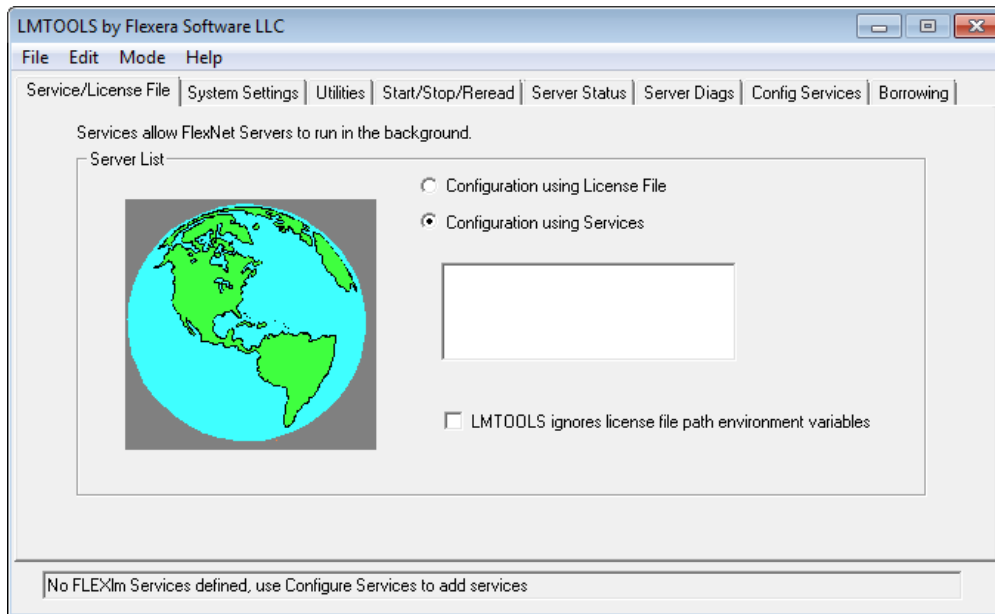 LMTOOLS by Flexera Software LLC
File Edit Mode Help
Service/License File System Settings Utilities Start/Stop/Reread Server Status Server Diags Config Services Borrowing
Services allow FlexNet Servers to run in the background.
Server List
Configuration using License File
Configuration using Services
LMTOOLS ignores license file path environment variables
No FLEXlm Services defined, use Configure Services to add services